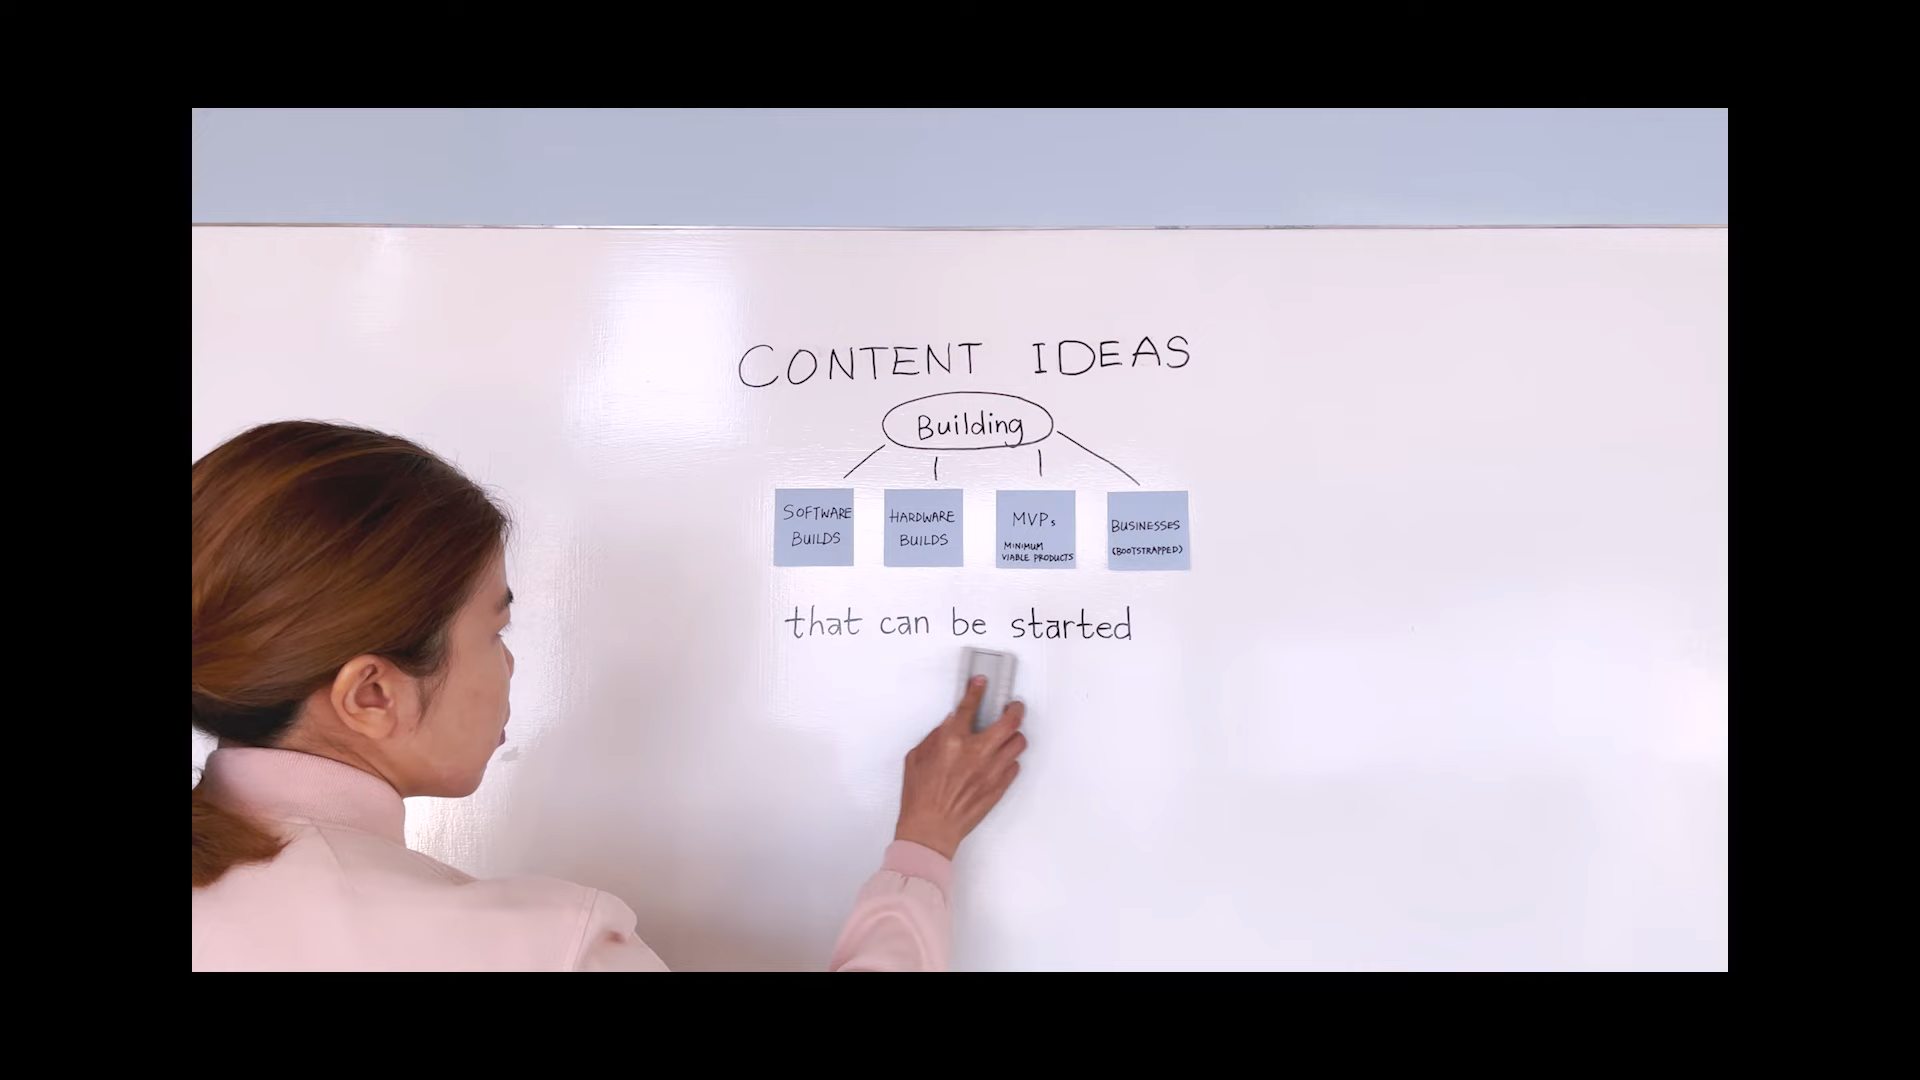 CONTENT IDEAS
Building
SOFTWARE
BUILDS
HARDWARE
BUILDS
MVPs
MINIMUM
VIABLE PRODUCTS
BUSINESSES
(BOOTSTRAPPED)
that can be started